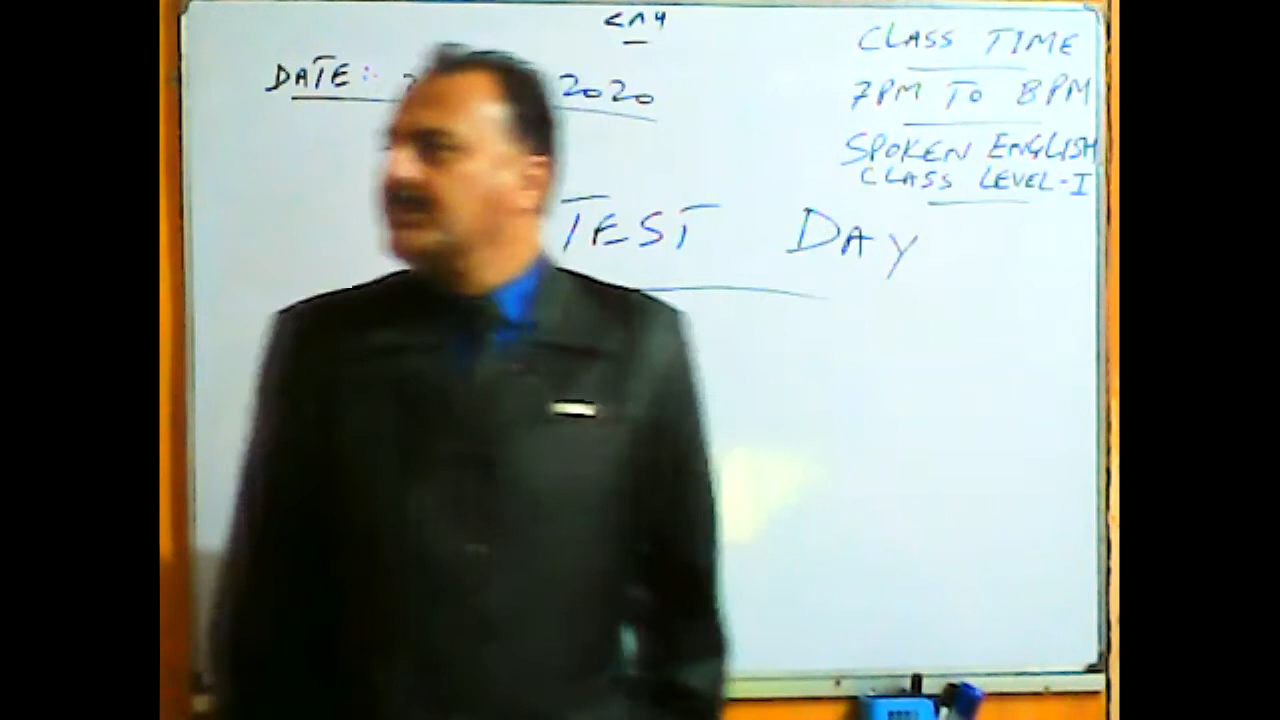 DATE: 2020
TEST DAY
CLASS TIME
7PM TO 8PM
SPOKEN ENGLISH
CLASS LEVEL-I